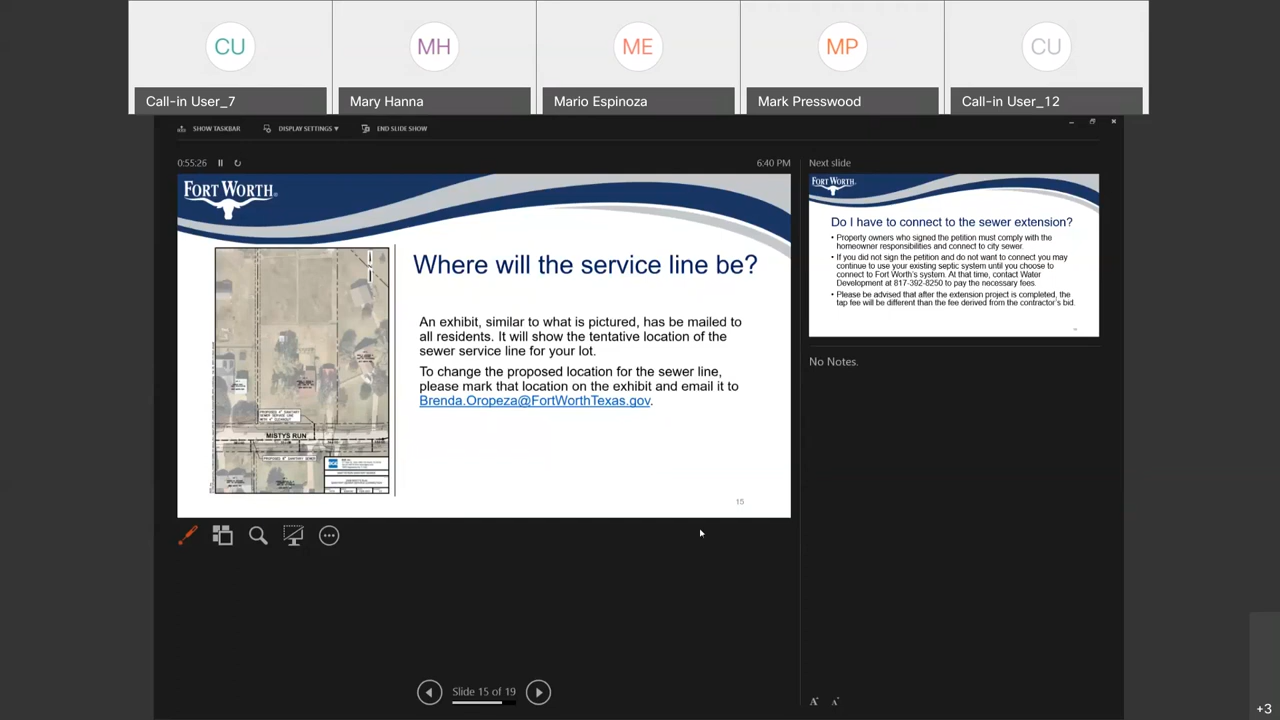 CU
MH
ME
MP
CU
Call-in User_7
Mary Hanna
Mario Espinoza
Mark Presswood
Call-in User_12
SHOW TASKBAR
DISPLAY SETTINGS
END SLIDE SHOW
0:55:26
6:40 PM
Next slide
FORT WORTH
Where will the service line be?
An exhibit, similar to what is pictured, has be mailed to
all residents. It will show the tentative location of the
sewer service line for your lot.
To change the proposed location for the sewer line,
please mark that location on the exhibit and email it to
Brenda.Oropeza@FortWorthTexas.gov.
MISTYS RUN
15
FORT WORTH
Do I have to connect to the sewer extension?
• Property owners who signed the petition must comply with the
homeowner responsibilities and connect to city sewer.
• If you did not sign the petition and do not want to connect you may
continue to use your existing septic system until you choose to
connect to Fort Worth's system. At that time, contact Water
Development at 817-392-8250 to pay the necessary fees.
• Please be advised that after the extension project is completed, the
tap fee will be different than the fee derived from the contractor's bid.
No Notes.
Slide 15 of 19
A A
+3